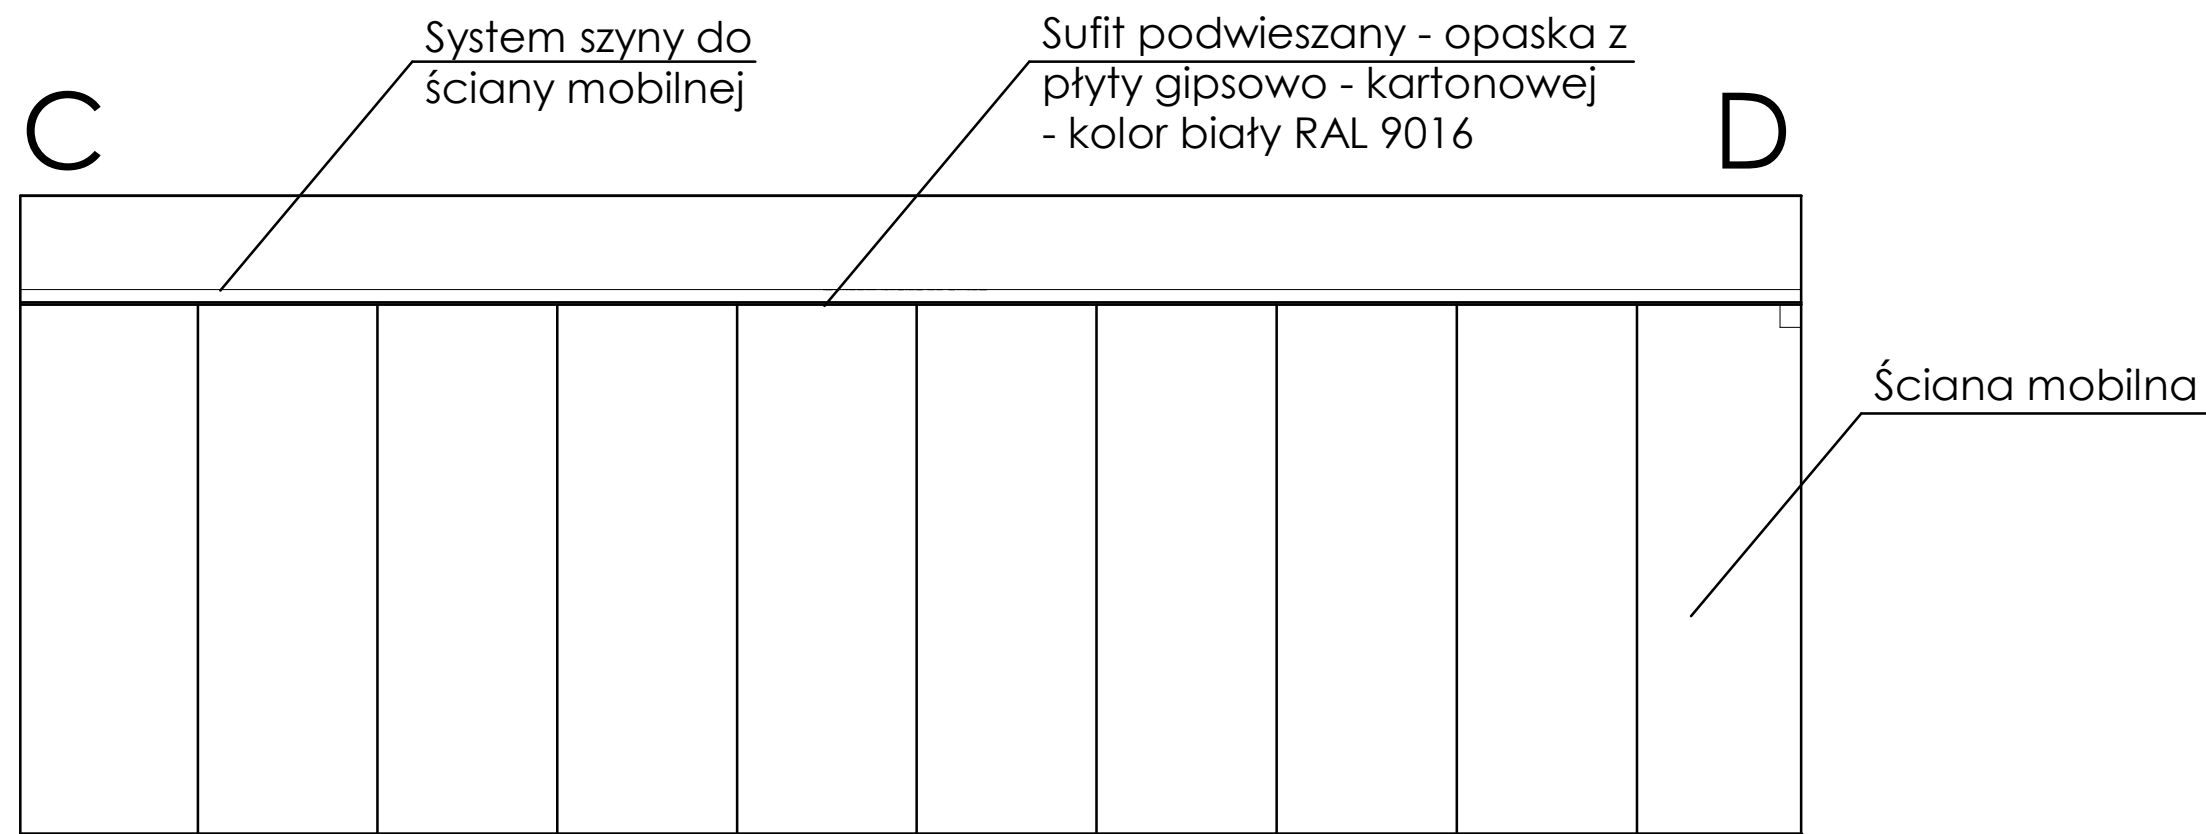 System szyny do
ściany mobilnej
Sufit podwieszany - opaska z
płyty gipsowo - kartonowej
- kolor biały RAL 9016
C
D
Ściana mobilna